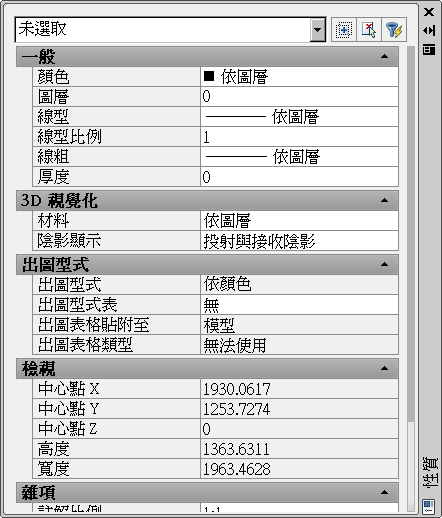 未選取
一般
顏色 依圖層
圖層 0
線型 依圖層
線型比例 1
線粗 依圖層
厚度 0
3D 視覺化
材料 依圖層
陰影顯示 投射與接收陰影
出圖型式
出圖型式 依顏色
出圖型式表 無
出圖表格貼附至 模型
出圖表格類型 無法使用
檢視
中心點 X 1930.0617
中心點 Y 1253.7274
中心點 Z 0
高度 1363.6311
寬度 1963.4628
雜項
註解比例 1:1
性質